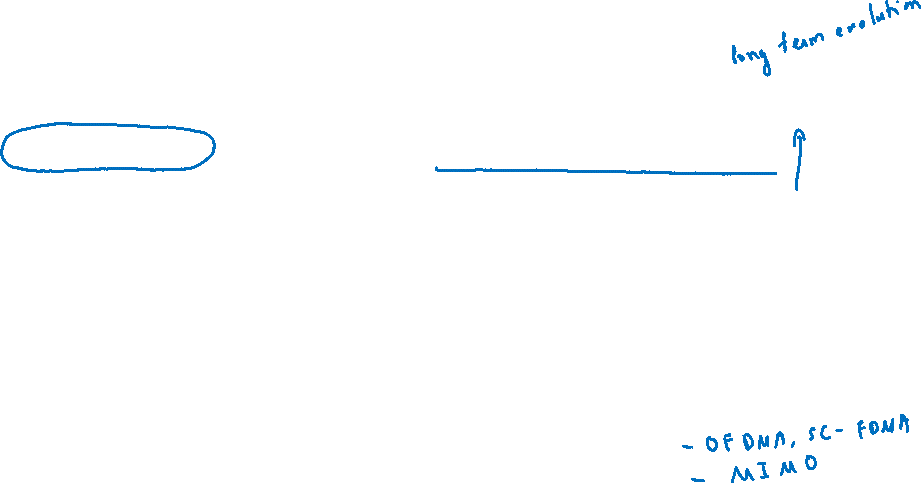 long term evolution
- OFDMA, SC-FDMA
- MIMO